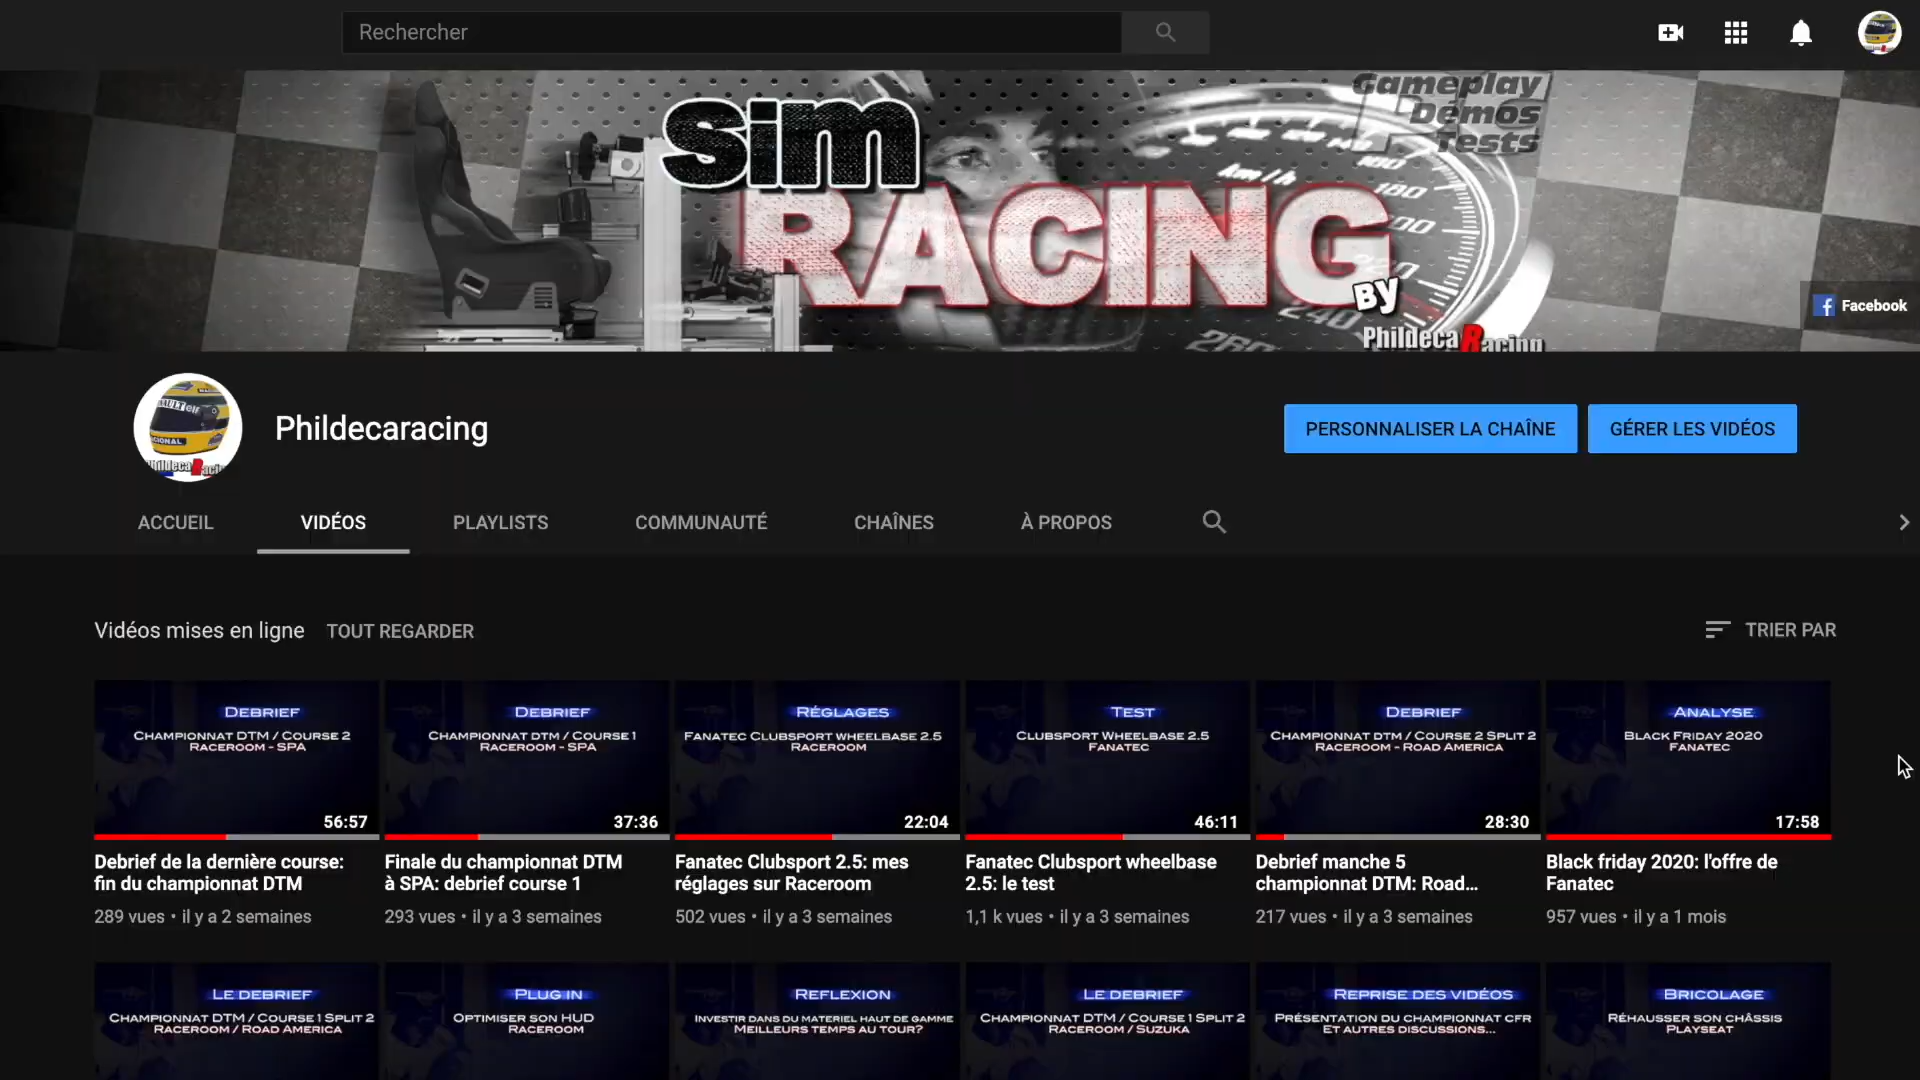 Rechercher
Gameplay
Démos
Tests
Sim
RACING
BY
PhildecaRacing
km/h
140
160
180
200
220
240
260
Facebook
Phildecaracing
PERSONNALISER LA CHAÎNE
GÉRER LES VIDÉOS
ACCUEIL
VIDÉOS
PLAYLISTS
COMMUNAUTÉ
CHAÎNES
À PROPOS
Vidéos mises en ligne
TOUT REGARDER
TRIER PAR
DEBRIEF
CHAMPIONNAT DTM / COURSE 2
RACEROOM - SPA
56:57
Debrief de la dernière course:
fin du championnat DTM
289 vues • il y a 2 semaines
DEBRIEF
CHAMPIONNAT DTM / COURSE 1
RACEROOM - SPA
37:36
Finale du championnat DTM
à SPA: debrief course 1
293 vues • il y a 3 semaines
RÉGLAGES
FANATEC CLUBSPORT WHEELBASE 2.5
RACEROOM
22:04
Fanatec Clubsport 2.5: mes
réglages sur Raceroom
502 vues • il y a 3 semaines
TEST
CLUBSPORT WHEELBASE 2.5
FANATEC
46:11
Fanatec Clubsport wheelbase
2.5: le test
1,1 k vues • il y a 3 semaines
DEBRIEF
CHAMPIONNAT DTM / COURSE 2 SPLIT 2
RACEROOM - ROAD AMERICA
28:30
Debrief manche 5
championnat DTM: Road...
217 vues • il y a 3 semaines
ANALYSE
BLACK FRIDAY 2020
FANATEC
17:58
Black friday 2020: l'offre de
Fanatec
957 vues • il y a 1 mois
LE DEBRIEF
CHAMPIONNAT DTM / COURSE 1 SPLIT 2
RACEROOM / ROAD AMERICA
PLUG IN
OPTIMISER SON HUD
RACEROOM
REFLEXION
INVESTIR DANS DU MATERIEL HAUT DE GAMME
MEILLEURS TEMPS AU TOUR?
LE DEBRIEF
CHAMPIONNAT DTM / COURSE 1 SPLIT 2
RACEROOM / SUZUKA
REPRISE DES VIDÉOS
PRÉSENTATION DU CHAMPIONNAT CFR
ET AUTRES DISCUSSIONS...
BRICOLAGE
RÉHAUSSER SON CHÂSSIS
PLAYSEAT